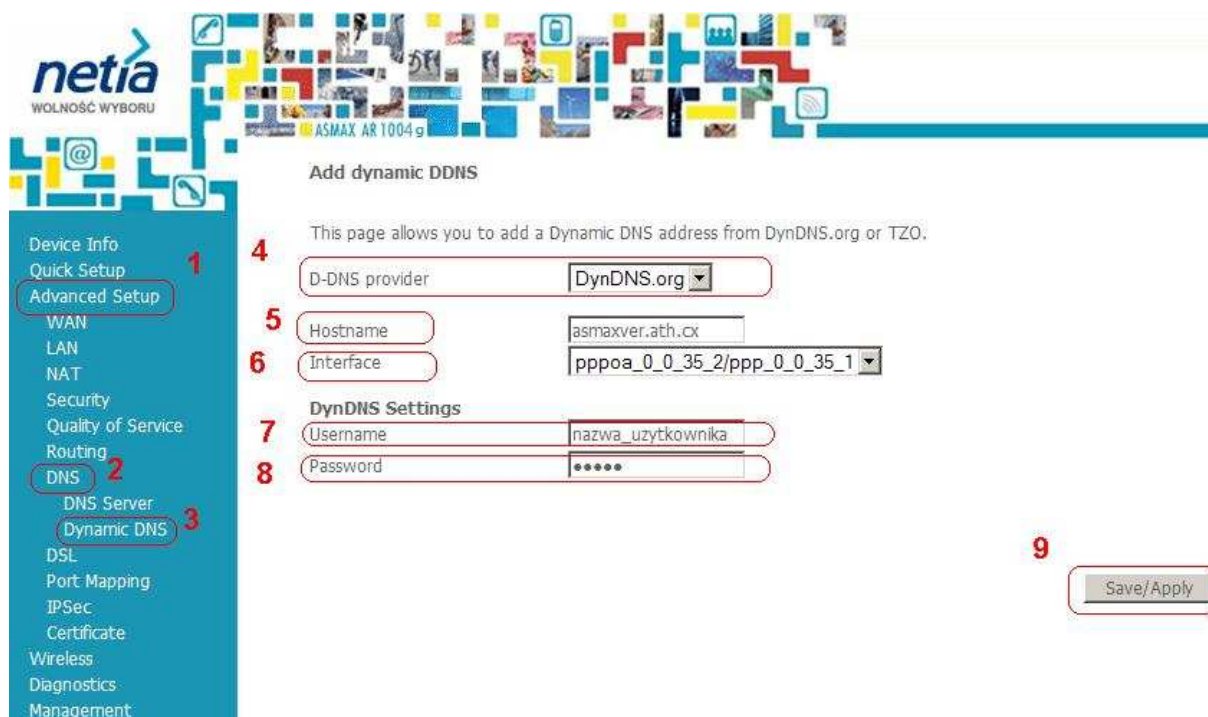 netia
WOLNOŚĆ WYBORU
ASMAX AR 1004 g
@
Add dynamic DDNS
This page allows you to add a Dynamic DNS address from DynDNS.org or TZO.
Device Info
Quick Setup 1
Advanced Setup
WAN
LAN
NAT
Security
Quality of Service
Routing
DNS 2
DNS Server
Dynamic DNS 3
DSL
Port Mapping
IPSec
Certificate
Wireless
Diagnostics
Management
4 D-DNS provider DynDNS.org
5 Hostname asmaxver.ath.cx
6 Interface pppoa_0_0_35_2/ppp_0_0_35_1
DynDNS Settings
7 Username nazwa_uzytkownika
8 Password •••••
9
Save/Apply